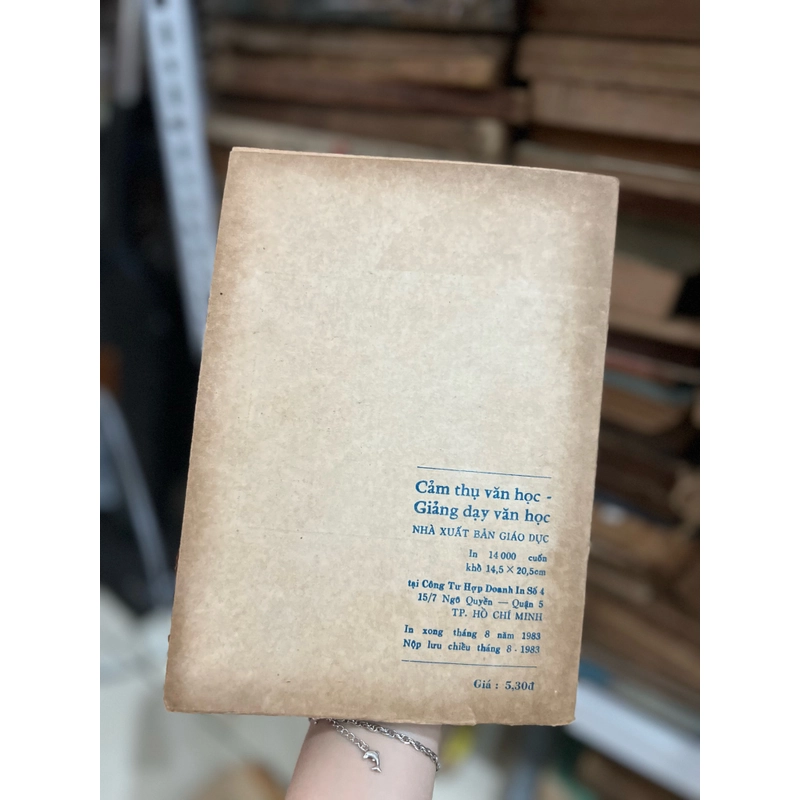 Cảm thụ văn học -
Giảng dạy văn học
NHÀ XUẤT BẢN GIÁO DỤC
In 14 000 cuốn
khổ 14,5 × 20,5cm
tại Công Tư Hợp Doanh In Số 4
15/7 Ngô Quyền — Quận 5
TP. HỒ CHÍ MINH
In xong tháng 8 năm 1983
Nộp lưu chiểu tháng 8 - 1983
Giá : 5,30đ